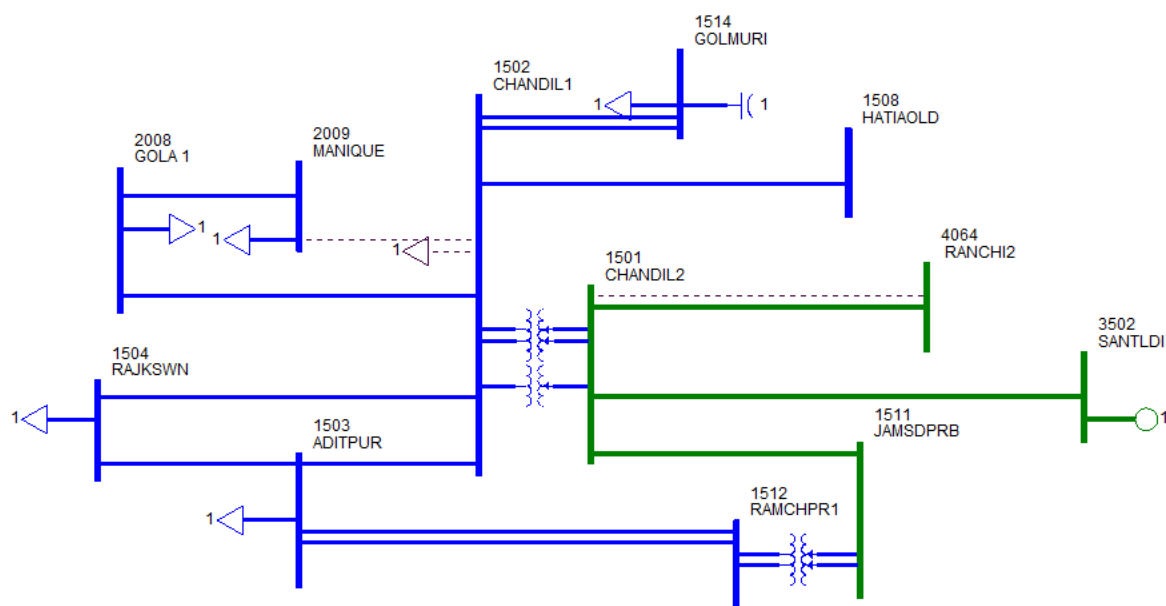 1514
GOLMURI
1502
CHANDIL1
1
1
1508
HATIAOLD
2008
GOLA 1
2009
MANIQUE
1
1
1
4064
RANCHI2
1501
CHANDIL2
3502
SANTLDI
1504
RAJKSWN
1
1503
ADITPUR
1511
JAMSDPRB
1
1512
RAMCHPR1
1